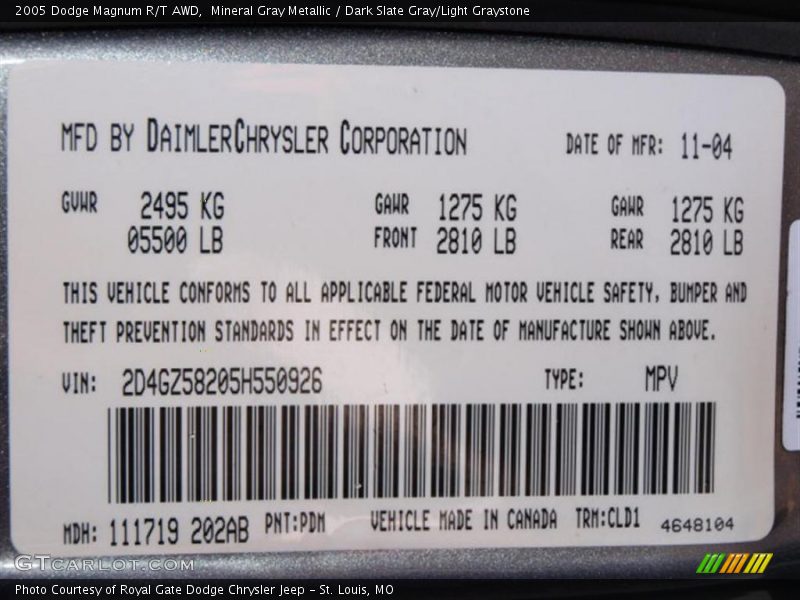 2005 Dodge Magnum R/T AWD,  Mineral Gray Metallic / Dark Slate Gray/Light Graystone
MFD BY DAIMLERCHRYSLER CORPORATION DATE OF MFR: 11-04
GVWR 2495 KG GAWR 1275 KG GAWR 1275 KG
05500 LB FRONT 2810 LB REAR 2810 LB
THIS VEHICLE CONFORMS TO ALL APPLICABLE FEDERAL MOTOR VEHICLE SAFETY, BUMPER AND
THEFT PREVENTION STANDARDS IN EFFECT ON THE DATE OF MANUFACTURE SHOWN ABOVE.
VIN: 2D4GZ58205H550926 TYPE: MPV
MDH: 111719 202AB PNT:PDM VEHICLE MADE IN CANADA TRM:CLD1 4648104
GTCARLOT.COM
Photo Courtesy of Royal Gate Dodge Chrysler Jeep – St. Louis, MO